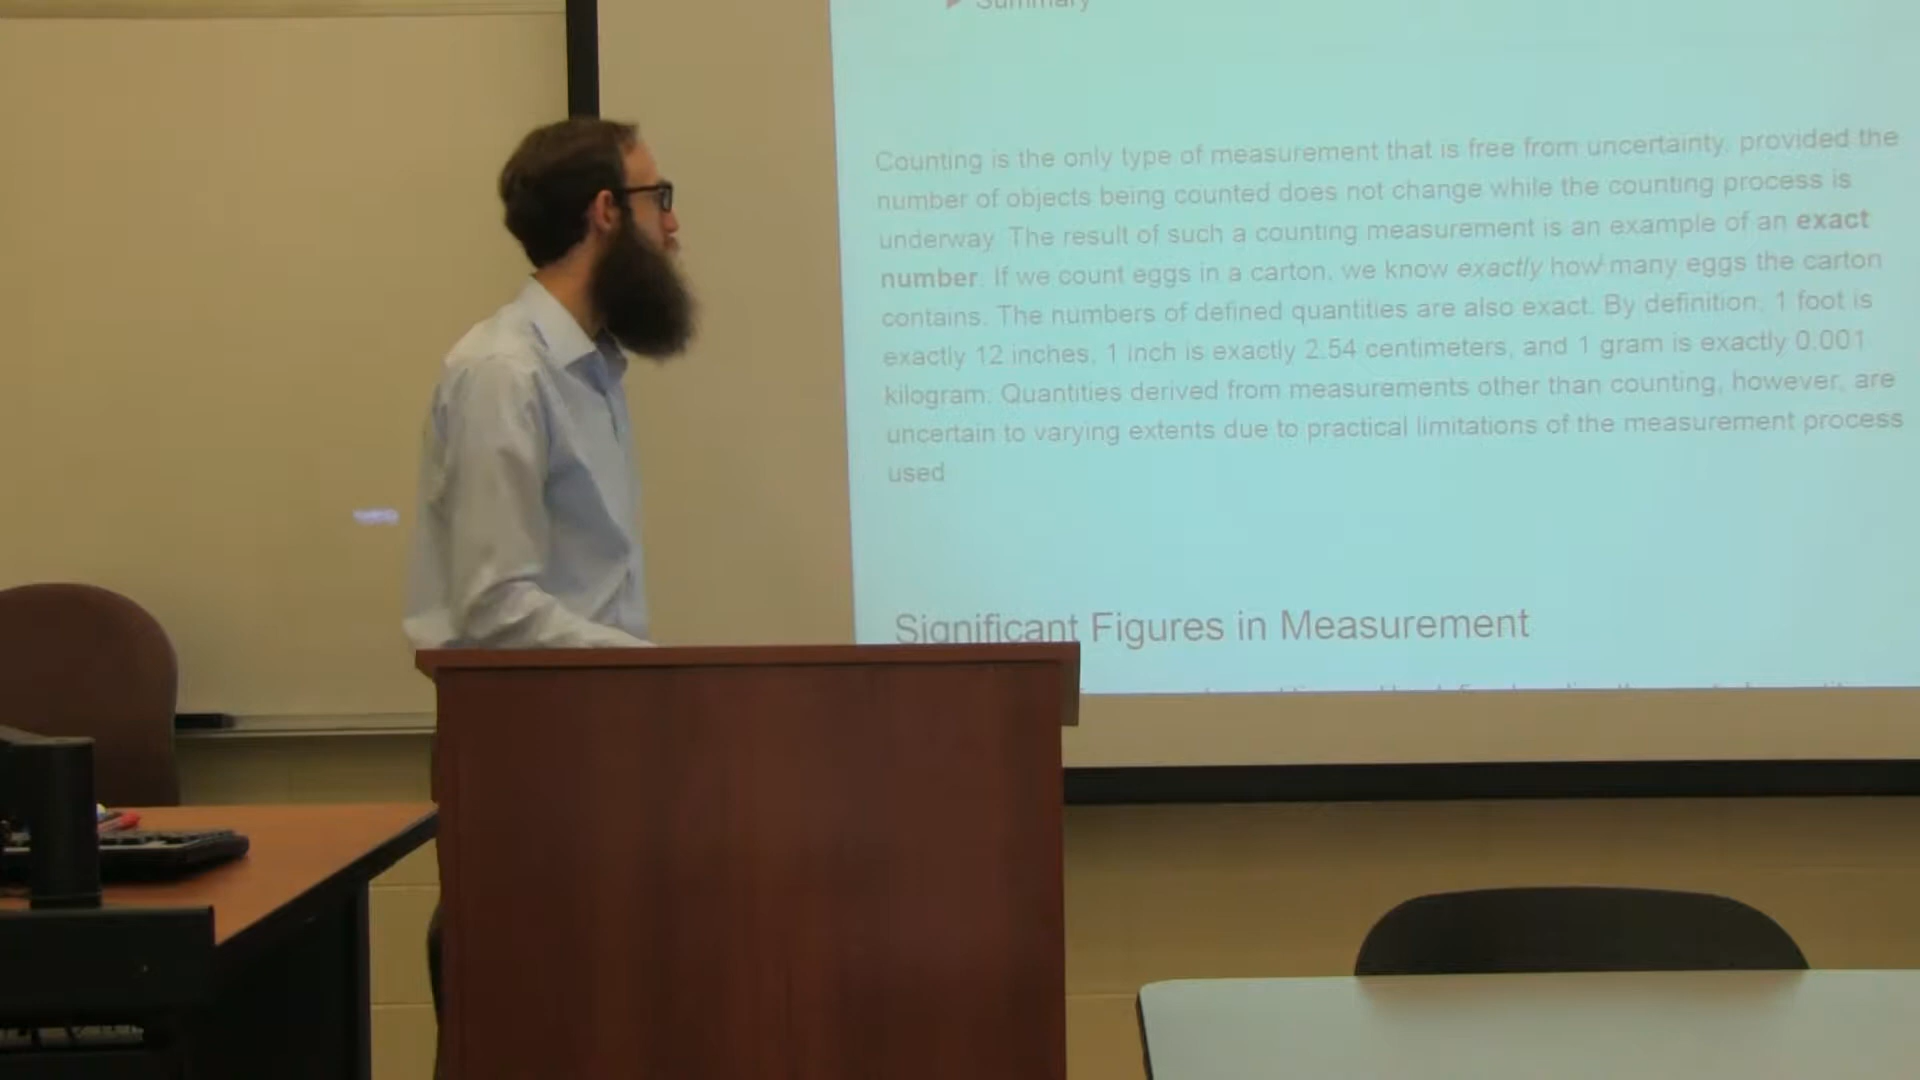 Summary
Counting is the only type of measurement that is free from uncertainty, provided the
number of objects being counted does not change while the counting process is
underway. The result of such a counting measurement is an example of an exact
number. If we count eggs in a carton, we know exactly how many eggs the carton
contains. The numbers of defined quantities are also exact. By definition, 1 foot is
exactly 12 inches, 1 inch is exactly 2.54 centimeters, and 1 gram is exactly 0.001
kilogram. Quantities derived from measurements other than counting, however, are
uncertain to varying extents due to practical limitations of the measurement process
used.
Significant Figures in Measurement